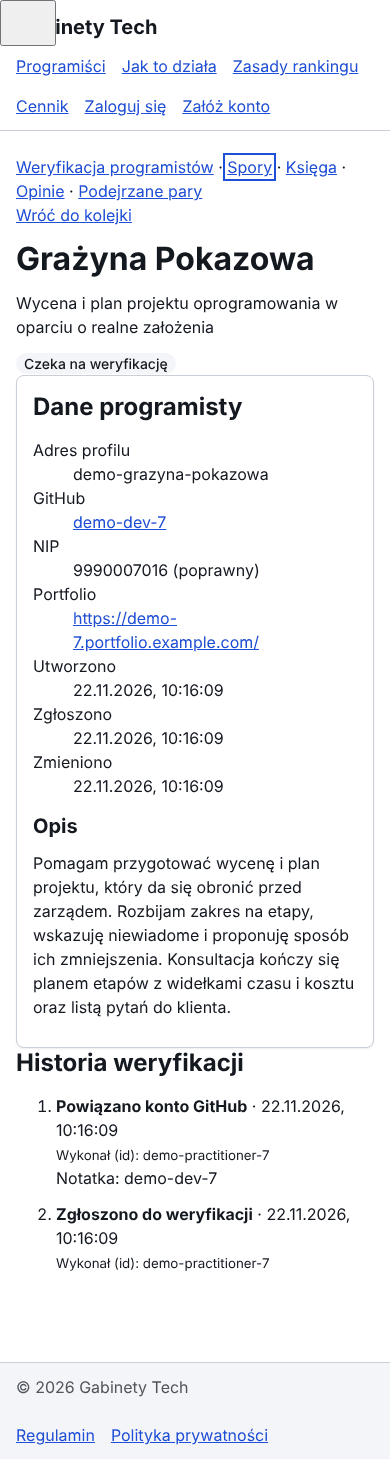 inety Tech
Programiści Jak to działa Zasady rankingu
Cennik Zaloguj się Załóż konto
Weryfikacja programistów · Spory · Księga ·
Opinie · Podejrzane pary
Wróć do kolejki
Grażyna Pokazowa
Wycena i plan projektu oprogramowania w
oparciu o realne założenia
Czeka na weryfikację
Dane programisty
Adres profilu
demo-grazyna-pokazowa
GitHub
demo-dev-7
NIP
9990007016 (poprawny)
Portfolio
https://demo-
7.portfolio.example.com/
Utworzono
22.11.2026, 10:16:09
Zgłoszono
22.11.2026, 10:16:09
Zmieniono
22.11.2026, 10:16:09
Opis
Pomagam przygotować wycenę i plan
projektu, który da się obronić przed
zarządem. Rozbijam zakres na etapy,
wskazuję niewiadome i proponuję sposób
ich zmniejszenia. Konsultacja kończy się
planem etapów z widełkami czasu i kosztu
oraz listą pytań do klienta.
Historia weryfikacji
1. Powiązano konto GitHub · 22.11.2026,
10:16:09
Wykonał (id): demo-practitioner-7
Notatka: demo-dev-7
2. Zgłoszono do weryfikacji · 22.11.2026,
10:16:09
Wykonał (id): demo-practitioner-7
© 2026 Gabinety Tech
Regulamin Polityka prywatności